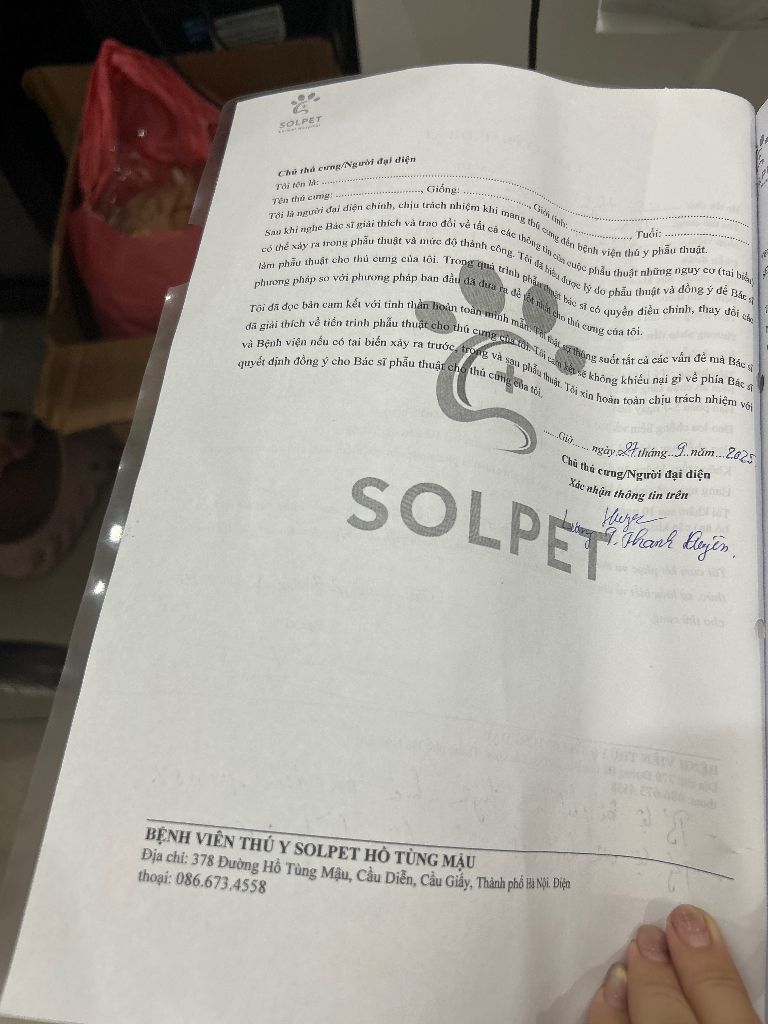 SOLPET
Animal Hospital
Chủ thú cưng/Người đại diện
Tôi tên là: ........................................
Tên thú cưng: ......................, Giống: ...................., Giới tính: ...................., Tuổi: ....................
Tôi là người đại diện chính, chịu trách nhiệm khi mang thú cưng đến bệnh viện thú y phẫu thuật.
Sau khi nghe Bác sĩ giải thích và trao đổi về tất cả các thông tin của cuộc phẫu thuật những nguy cơ (tai biến)
có thể xảy ra trong phẫu thuật và mức độ thành công. Tôi đã hiểu được lý do phẫu thuật và đồng ý để Bác sĩ
làm phẫu thuật cho thú cưng của tôi. Trong quá trình phẫu thuật bác sĩ có quyền điều chỉnh, thay đổi các
phương pháp so với phương pháp ban đầu đã đưa ra để tốt nhất cho thú cưng của tôi.
Tôi đã đọc bản cam kết với tinh thần hoàn toàn minh mẫn. Tôi thật sự thông suốt tất cả các vấn đề mà Bác sĩ
đã giải thích về tiến trình phẫu thuật cho thú cưng của tôi. Tôi cam kết sẽ không khiếu nại gì về phía Bác sĩ
và Bệnh viện nếu có tai biến xảy ra trước, trong và sau phẫu thuật. Tôi xin hoàn toàn chịu trách nhiệm với
quyết định đồng ý cho Bác sĩ phẫu thuật cho thú cưng của tôi.
......Giờ...... ngày 27 tháng 9 năm 2025
Chủ thú cưng/Người đại diện
Xác nhận thông tin trên
Huyền
Lương T. Thanh Huyền.
SOLPET
BỆNH VIÊN THÚ Y SOLPET HỒ TÙNG MẬU
Địa chỉ: 378 Đường Hồ Tùng Mậu, Cầu Diễn, Cầu Giấy, Thành phố Hà Nội. Điện
thoại: 086.673.4558